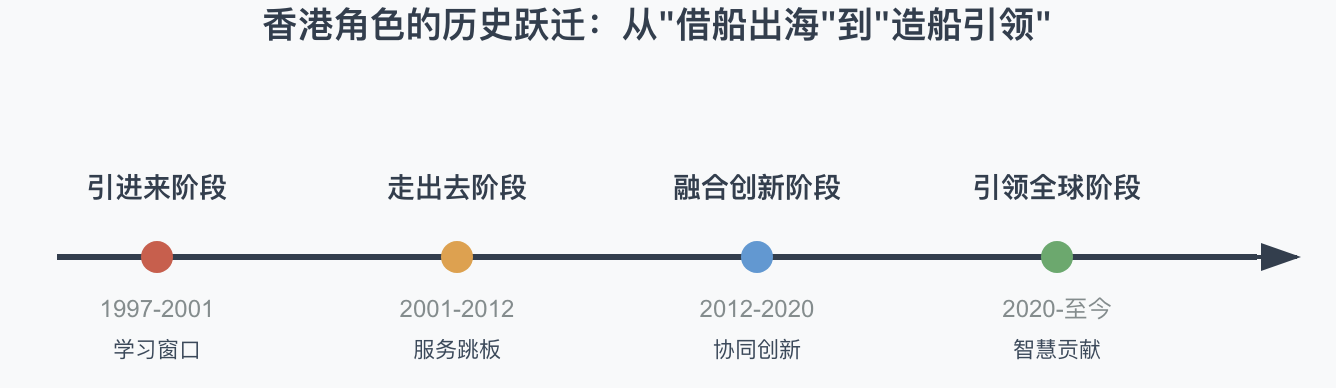 香港角色的历史跃迁：从"借船出海"到"造船引领"
引进来阶段
走出去阶段
融合创新阶段
引领全球阶段
1997-2001
2001-2012
2012-2020
2020-至今
学习窗口
服务跳板
协同创新
智慧贡献